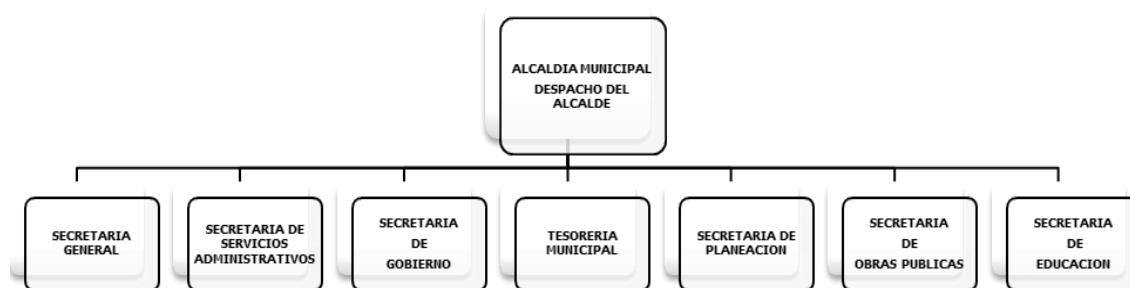 ALCALDIA MUNICIPAL
DESPACHO DEL
ALCALDE
SECRETARIA
GENERAL
SECRETARIA DE
SERVICIOS
ADMINISTRATIVOS
SECRETARIA
DE
GOBIERNO
TESORERIA
MUNICIPAL
SECRETARIA DE
PLANEACION
SECRETARIA
DE
OBRAS PUBLICAS
SECRETARIA
DE
EDUCACION